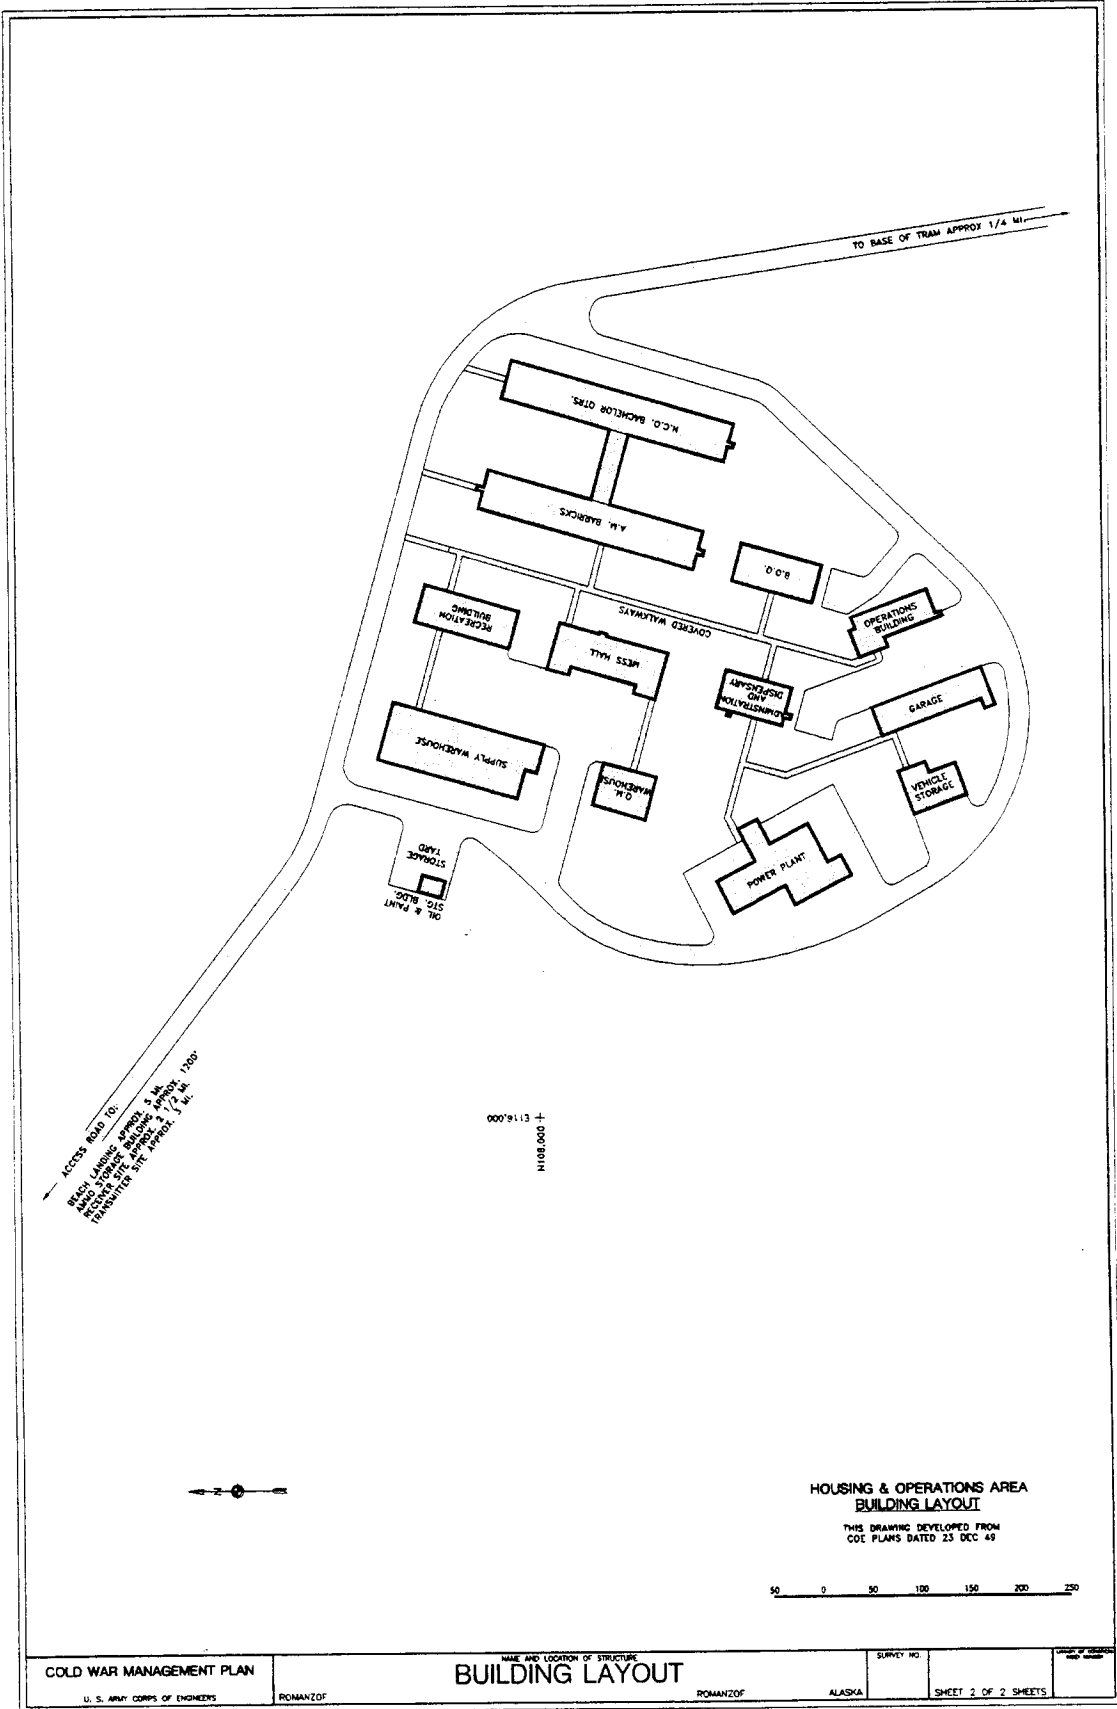 TO BASE OF TRAM APPROX 1/4 MI.
N.C.O. BACHELOR QTRS.
A.M. BARRICKS
B.O.Q.
OPERATIONS
BUILDING
COVERED WALKWAYS
RECREATION
BUILDING
MESS HALL
ADMINISTRATION
AND
DISPENSARY
GARAGE
SUPPLY WAREHOUSE
Q.M.
WAREHOUSE
VEHICLE
STORAGE
POWER PLANT
STORAGE
YARD
OIL & PAINT
STG. BLDG.
ACCESS ROAD TO:
BEACH LANDING APPROX. 5 MI.
AMMO STORAGE BUILDING APPROX. 1200'
RECEIVER SITE APPROX. 2 1/2 MI.
TRANSMITTER SITE APPROX. 3 MI.
E116,000
N108,000
N
HOUSING & OPERATIONS AREA
BUILDING LAYOUT
THIS DRAWING DEVELOPED FROM
COE PLANS DATED 23 DEC 49
50 0 50 100 150 200 250
COLD WAR MANAGEMENT PLAN
U. S. ARMY CORPS OF ENGINEERS
NAME AND LOCATION OF STRUCTURE
BUILDING LAYOUT
ROMANZOF
ROMANZOF ALASKA
SURVEY NO.
SHEET 2 OF 2 SHEETS